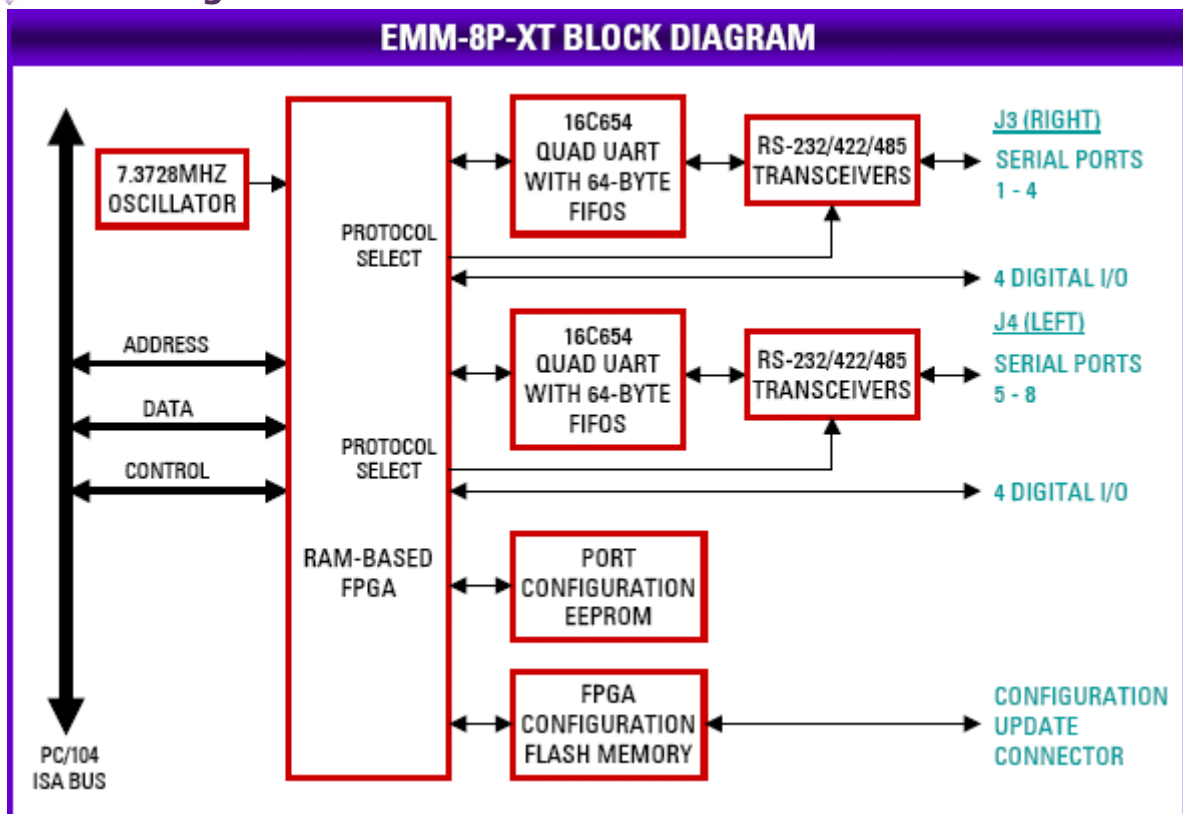 EMM-8P-XT BLOCK DIAGRAM
7.3728MHZ
OSCILLATOR
ADDRESS
DATA
CONTROL
PC/104
ISA BUS
PROTOCOL
SELECT
PROTOCOL
SELECT
RAM-BASED
FPGA
16C654
QUAD UART
WITH 64-BYTE
FIFOS
RS-232/422/485
TRANSCEIVERS
J3 (RIGHT)
SERIAL PORTS
1 - 4
4 DIGITAL I/O
16C654
QUAD UART
WITH 64-BYTE
FIFOS
RS-232/422/485
TRANSCEIVERS
J4 (LEFT)
SERIAL PORTS
5 - 8
4 DIGITAL I/O
PORT
CONFIGURATION
EEPROM
FPGA
CONFIGURATION
FLASH MEMORY
CONFIGURATION
UPDATE
CONNECTOR